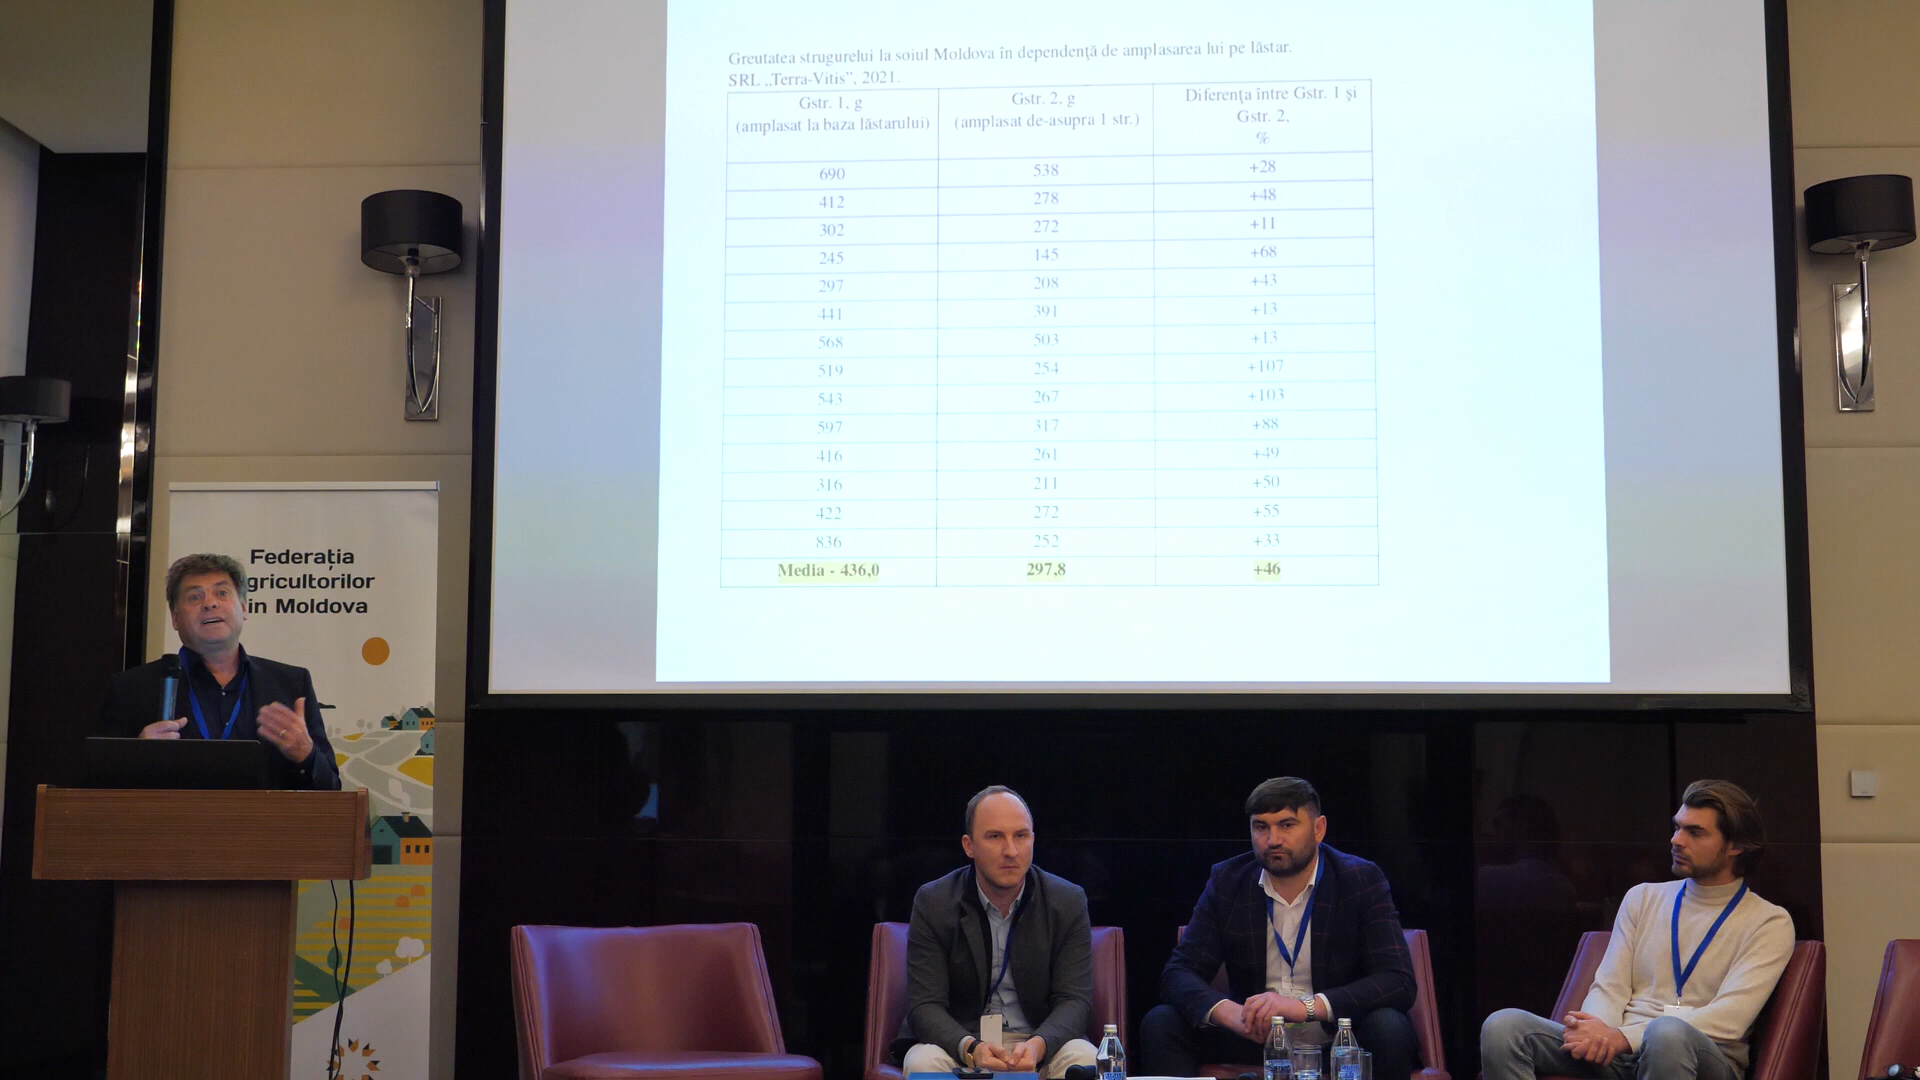 Greutatea strugurelui la soiul Moldova în dependenţă de amplasarea lui pe lăstar.
SRL „Terra-Vitis”, 2021.
Gstr. 1, g
(amplasat la baza lăstarului)
Gstr. 2, g
(amplasat de-asupra 1 str.)
Diferenţa între Gstr. 1 şi
Gstr. 2,
%
690 538 +28
412 278 +48
302 272 +11
245 145 +68
297 208 +43
441 391 +13
568 503 +13
519 254 +107
543 267 +103
597 317 +88
416 261 +49
316 211 +50
422 272 +55
836 252 +33
Media - 436,0 297,8 +46
Federația
gricultorilor
in Moldova